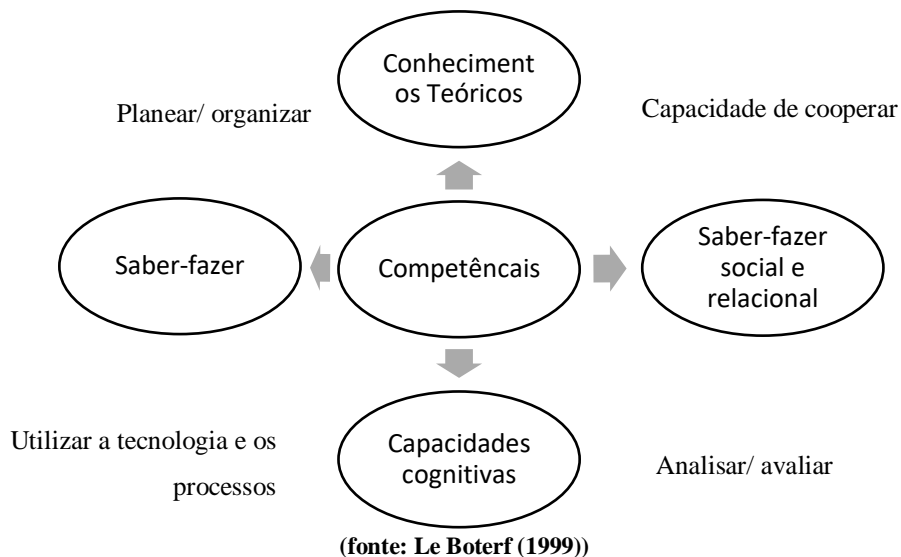 Conheciment
os Teóricos
Planear/ organizar
Capacidade de cooperar
Saber-fazer
Competêncais
Saber-fazer
social e
relacional
Utilizar a tecnologia e os
processos
Capacidades
cognitivas
Analisar/ avaliar
(fonte: Le Boterf (1999))